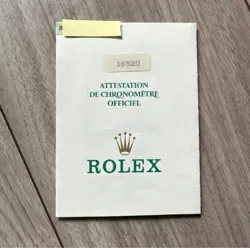 16520
ATTESTATION
DE CHRONOMÈTRE
OFFICIEL
ROLEX